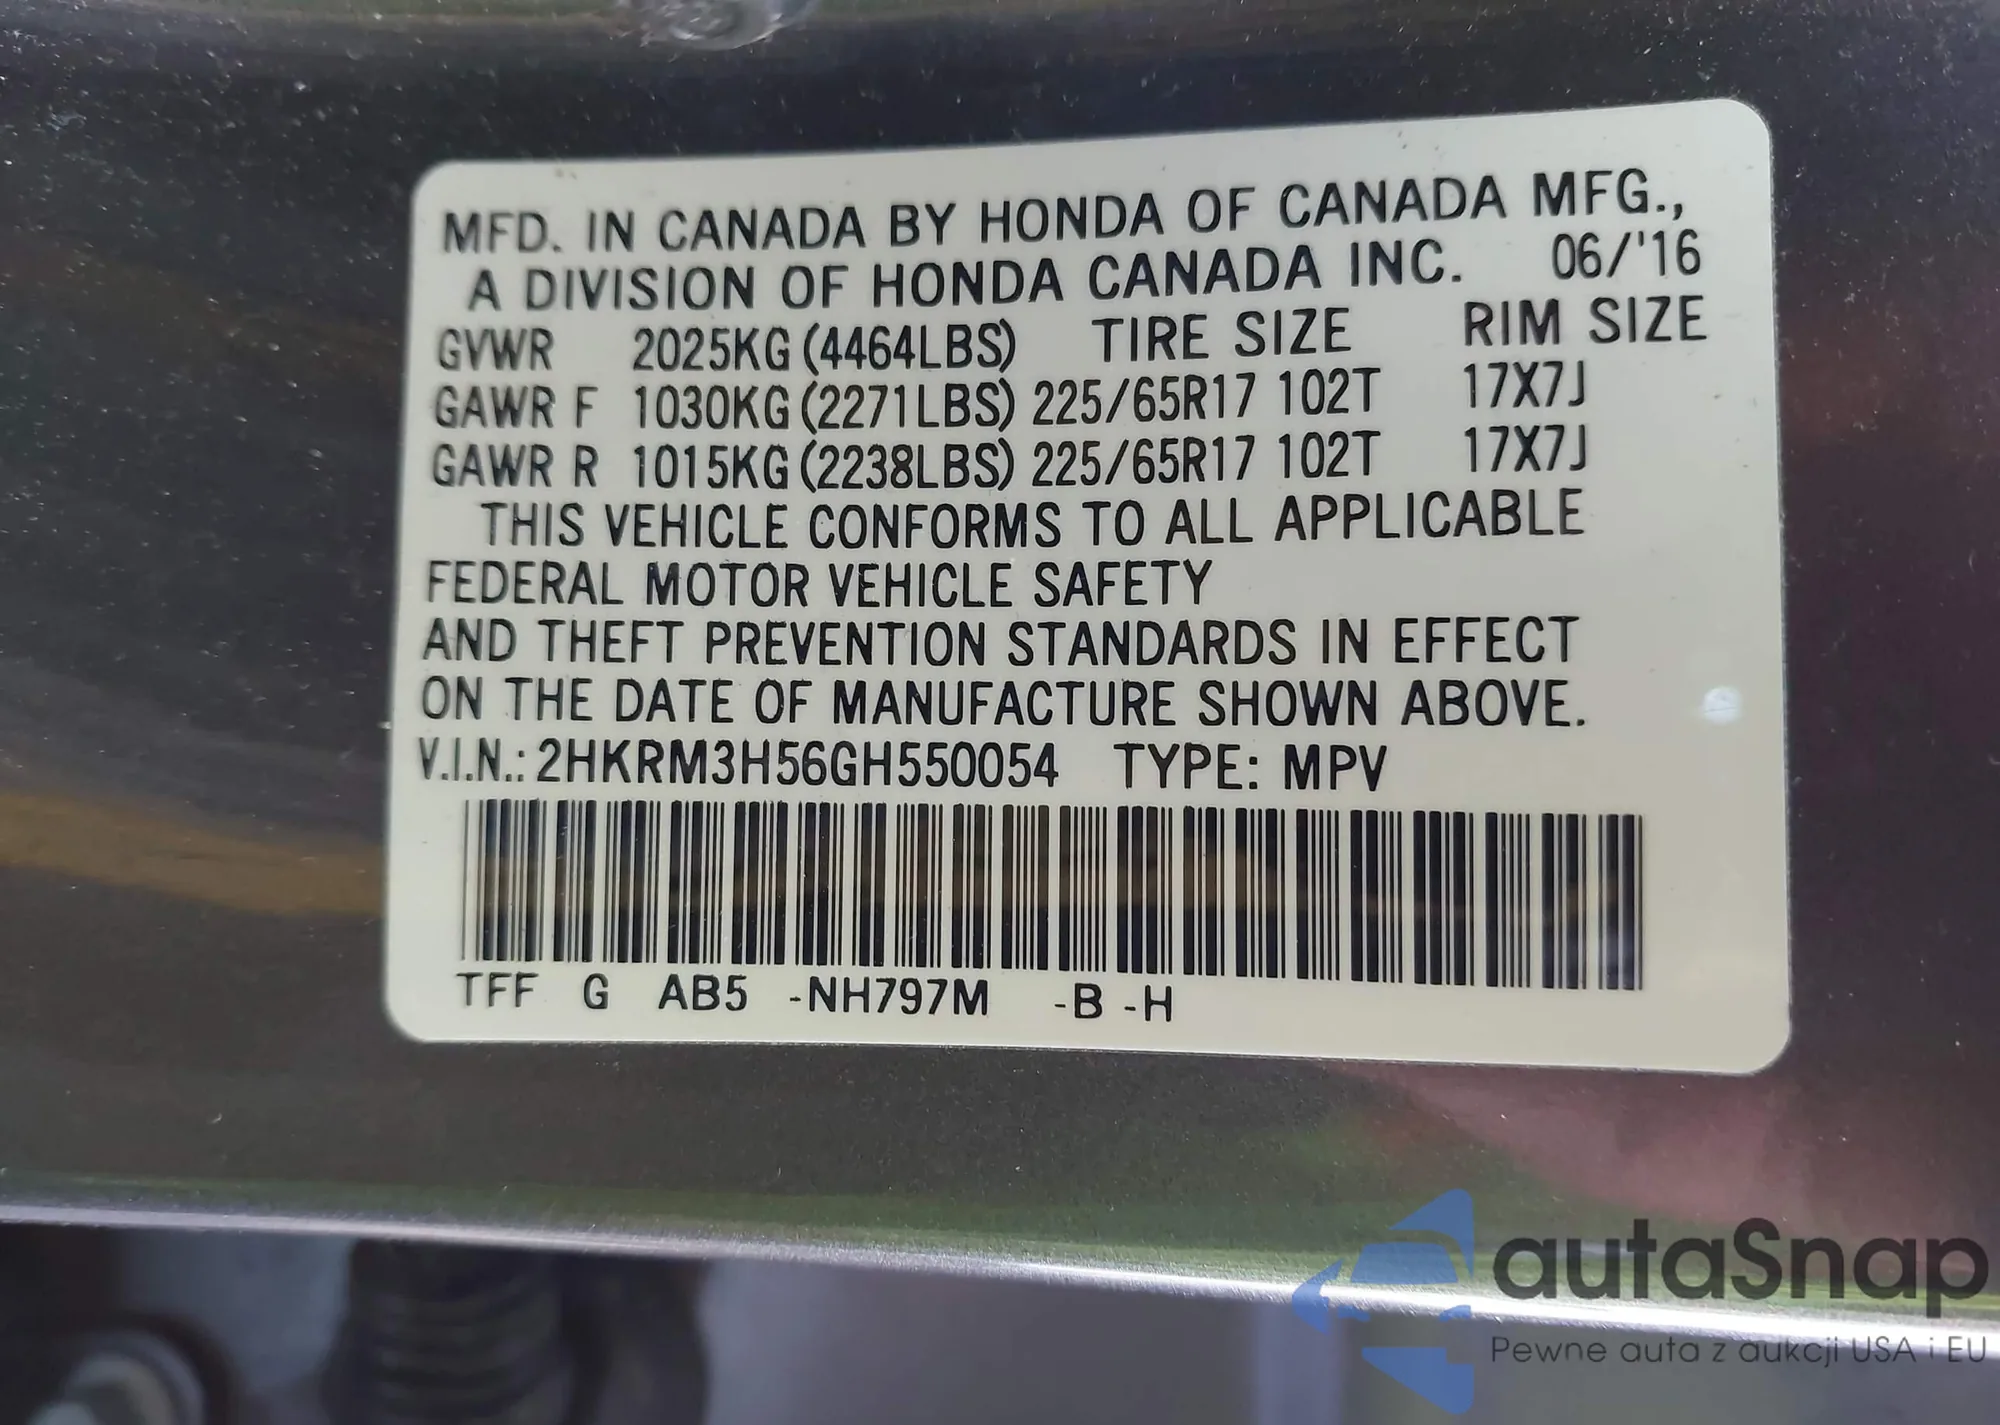 MFD. IN CANADA BY HONDA OF CANADA MFG.,
A DIVISION OF HONDA CANADA INC. 06/'16
GVWR 2025KG (4464LBS) TIRE SIZE RIM SIZE
GAWR F 1030KG (2271LBS) 225/65R17 102T 17X7J
GAWR R 1015KG (2238LBS) 225/65R17 102T 17X7J
THIS VEHICLE CONFORMS TO ALL APPLICABLE
FEDERAL MOTOR VEHICLE SAFETY
AND THEFT PREVENTION STANDARDS IN EFFECT
ON THE DATE OF MANUFACTURE SHOWN ABOVE.
V.I.N.: 2HKRM3H56GH550054 TYPE: MPV
TFF G AB5 -NH797M -B -H
autaSnap
Pewne auta z aukcji USA i EU